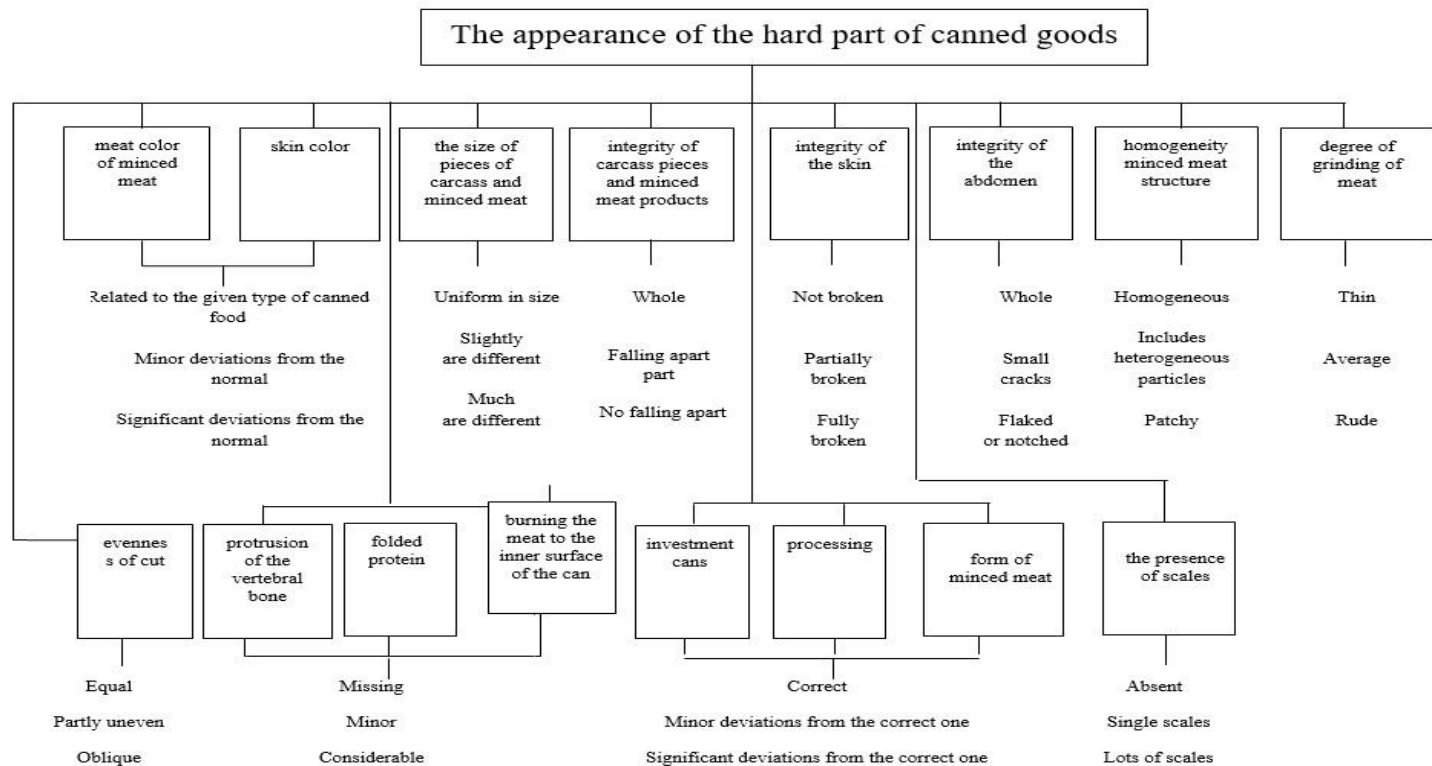 The appearance of the hard part of canned goods
meat color
of minced
meat
skin color
the size of
pieces of
carcass and
minced meat
integrity of
carcass pieces
and minced
meat products
integrity of
the skin
integrity of
the
abdomen
homogeneity
minced meat
structure
degree of
grinding of
meat
Related to the given type of canned
food
Minor deviations from the
normal
Significant deviations from the
normal
Uniform in size
Slightly
are different
Much
are different
Whole
Falling apart
part
No falling apart
Not broken
Partially
broken
Fully
broken
Whole
Small
cracks
Flaked
or notched
Homogeneous
Includes
heterogeneous
particles
Patchy
Thin
Average
Rude
evennes
s of cut
protrusion
of the
vertebral
bone
folded
protein
burning the
meat to the
inner surface
of the can
investment
cans
processing
form of
minced meat
the presence
of scales
Equal
Partly uneven
Oblique
Missing
Minor
Considerable
Correct
Minor deviations from the correct one
Significant deviations from the correct one
Absent
Single scales
Lots of scales